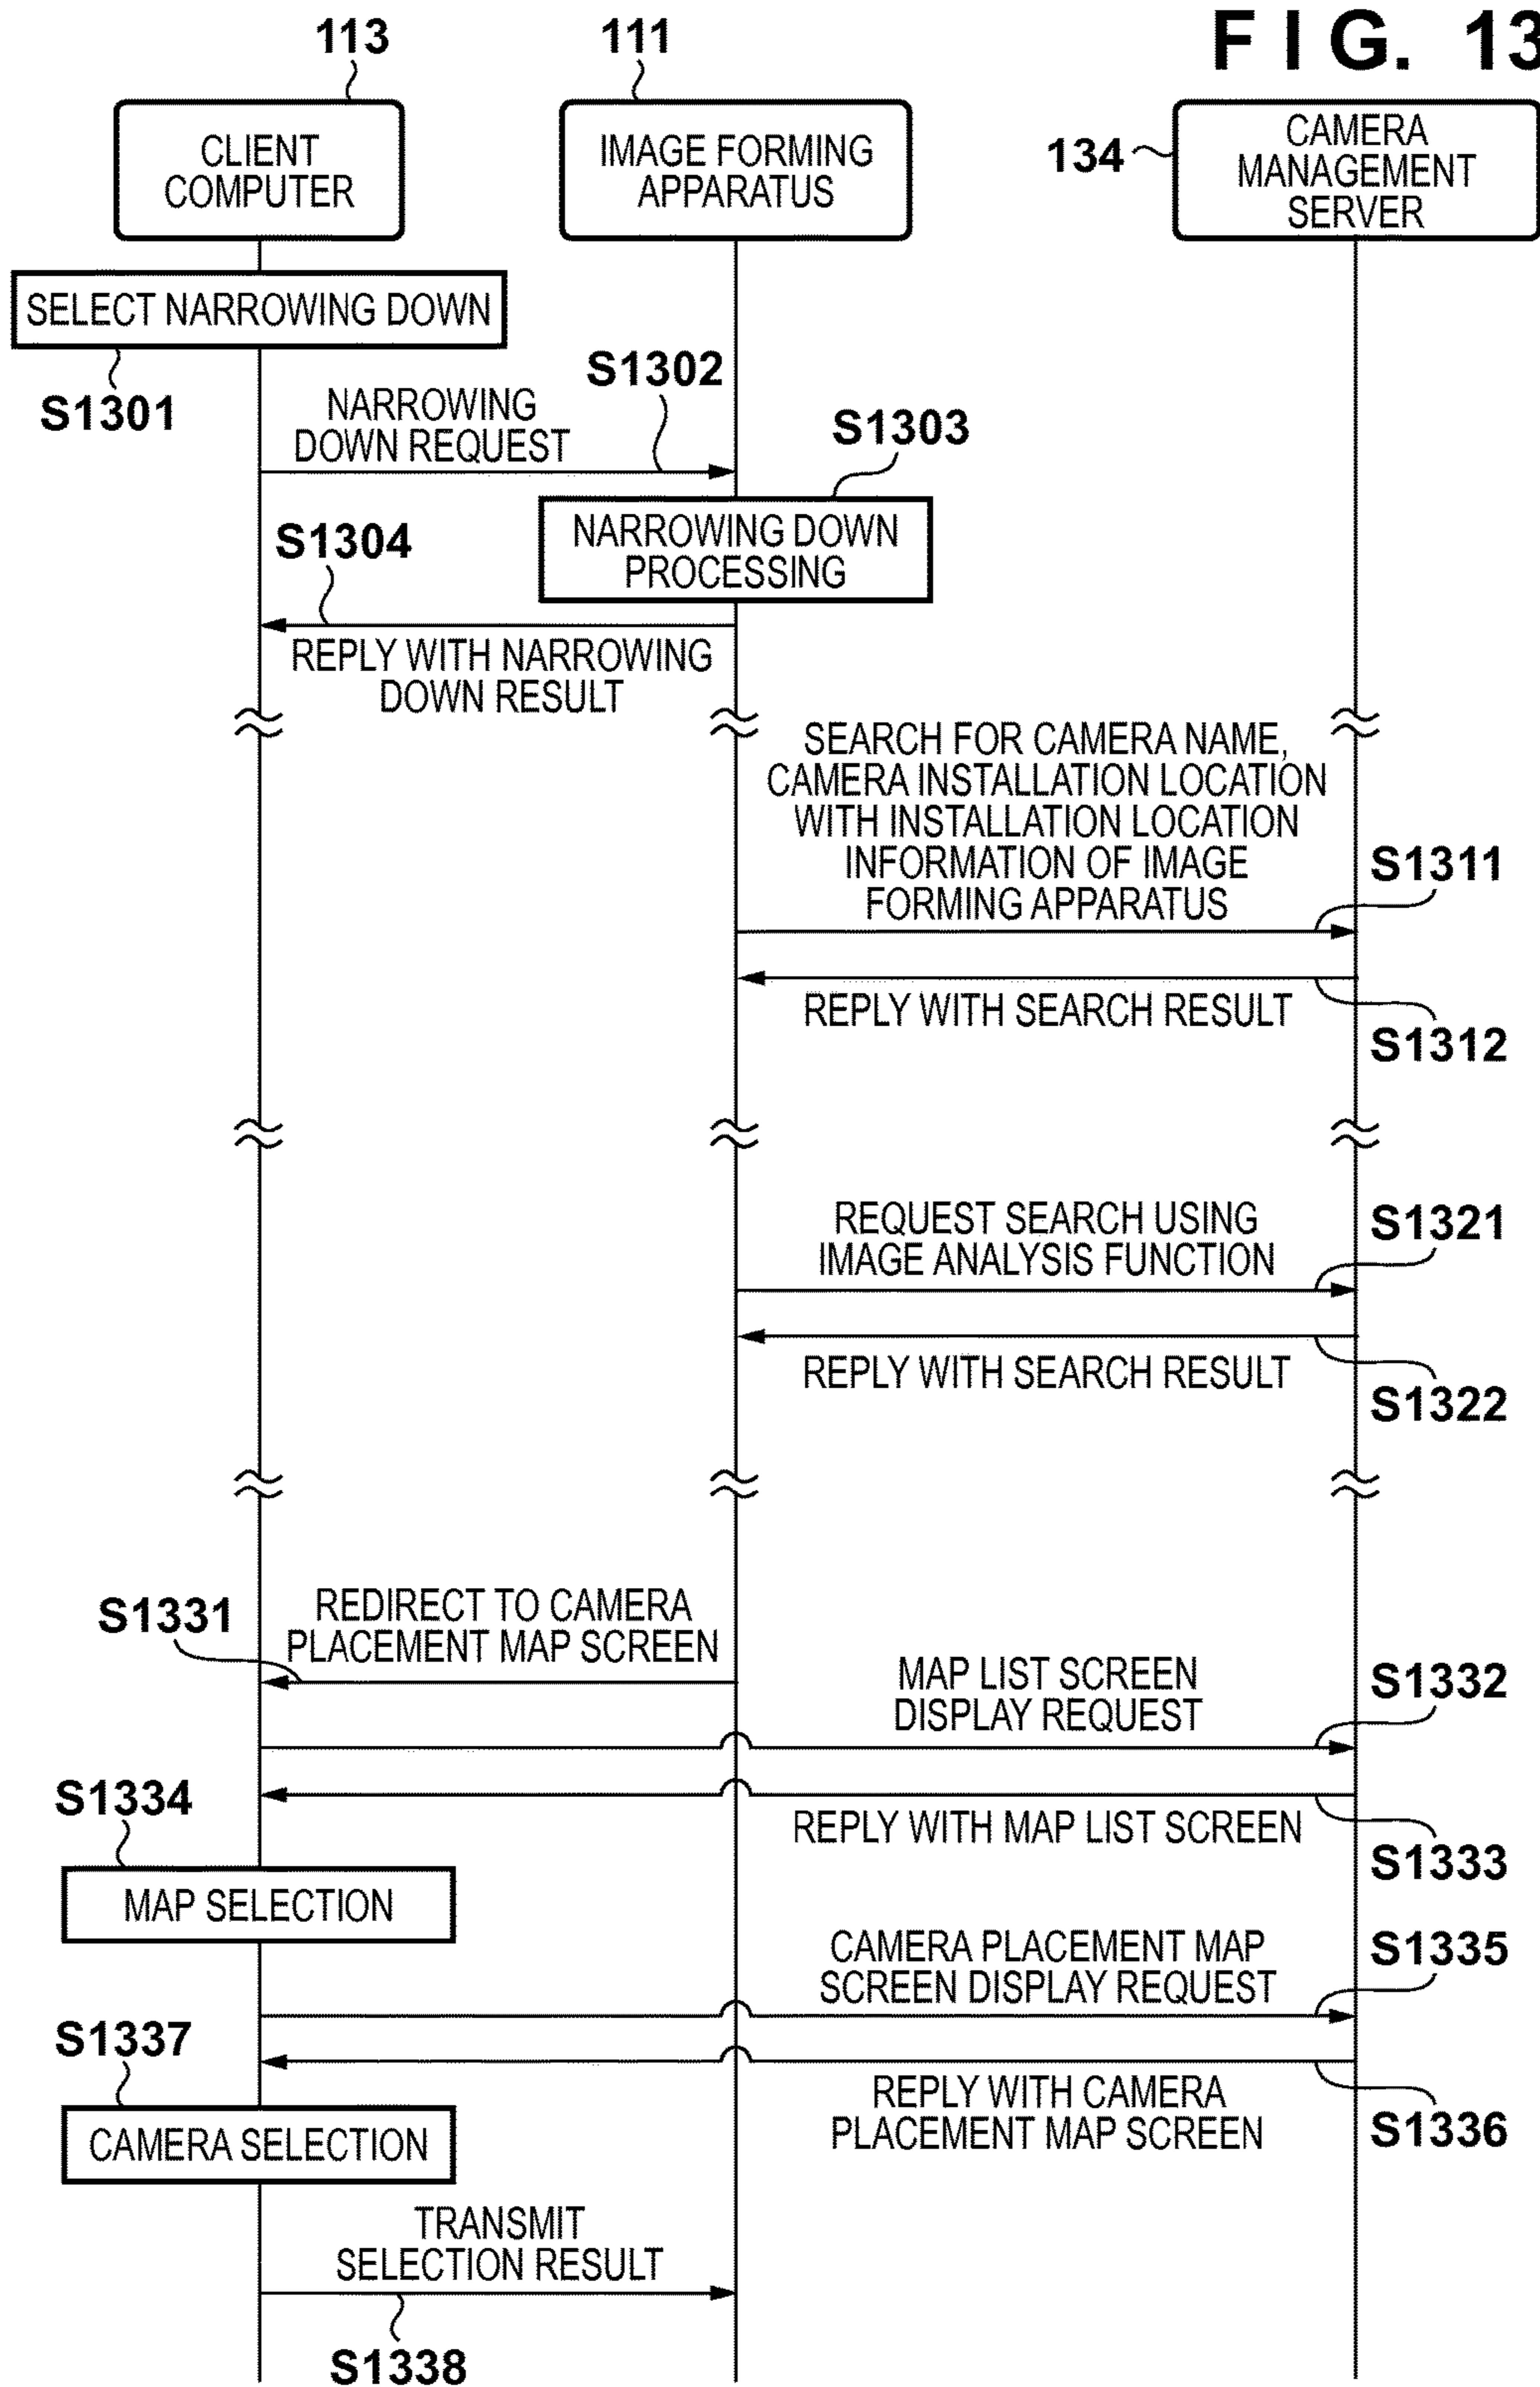 FIG. 13
113
111
134
CLIENT
COMPUTER
IMAGE FORMING
APPARATUS
CAMERA
MANAGEMENT
SERVER
SELECT NARROWING DOWN
S1301
NARROWING
DOWN REQUEST
S1302
S1303
NARROWING DOWN
PROCESSING
S1304
REPLY WITH NARROWING
DOWN RESULT
SEARCH FOR CAMERA NAME,
CAMERA INSTALLATION LOCATION
WITH INSTALLATION LOCATION
INFORMATION OF IMAGE
FORMING APPARATUS
S1311
REPLY WITH SEARCH RESULT
S1312
REQUEST SEARCH USING
IMAGE ANALYSIS FUNCTION
S1321
REPLY WITH SEARCH RESULT
S1322
S1331
REDIRECT TO CAMERA
PLACEMENT MAP SCREEN
MAP LIST SCREEN
DISPLAY REQUEST
S1332
REPLY WITH MAP LIST SCREEN
S1333
S1334
MAP SELECTION
CAMERA PLACEMENT MAP
SCREEN DISPLAY REQUEST
S1335
REPLY WITH CAMERA
PLACEMENT MAP SCREEN
S1336
S1337
CAMERA SELECTION
TRANSMIT
SELECTION RESULT
S1338